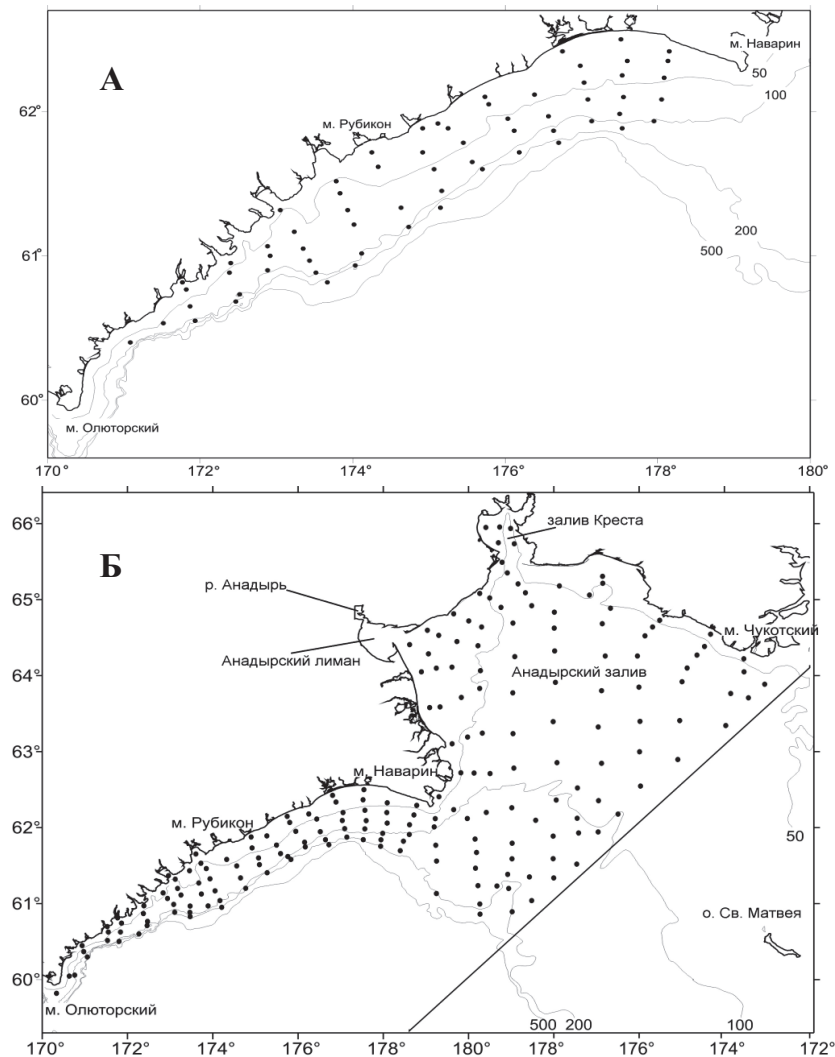 А
м. Наварин
50
100
62°
м. Рубикон
200
61°
500
60°
м. Олюторский
170° 172° 174° 176° 178° 180°
66°
залив Креста
Б
р. Анадырь
65°
м. Чукотский
Анадырский лиман
Анадырский залив
64°
63°
м. Наварин
50
м. Рубикон
62°
61°
о. Св. Матвея
60°
м. Олюторский
500 200 100
170° 172° 174° 176° 178° 180° 178° 176° 174° 172°